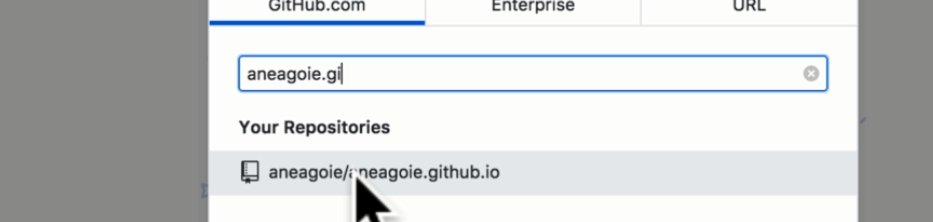 GitHub.com Enterprise URL
aneagoie.gi
Your Repositories
aneagoie/aneagoie.github.io